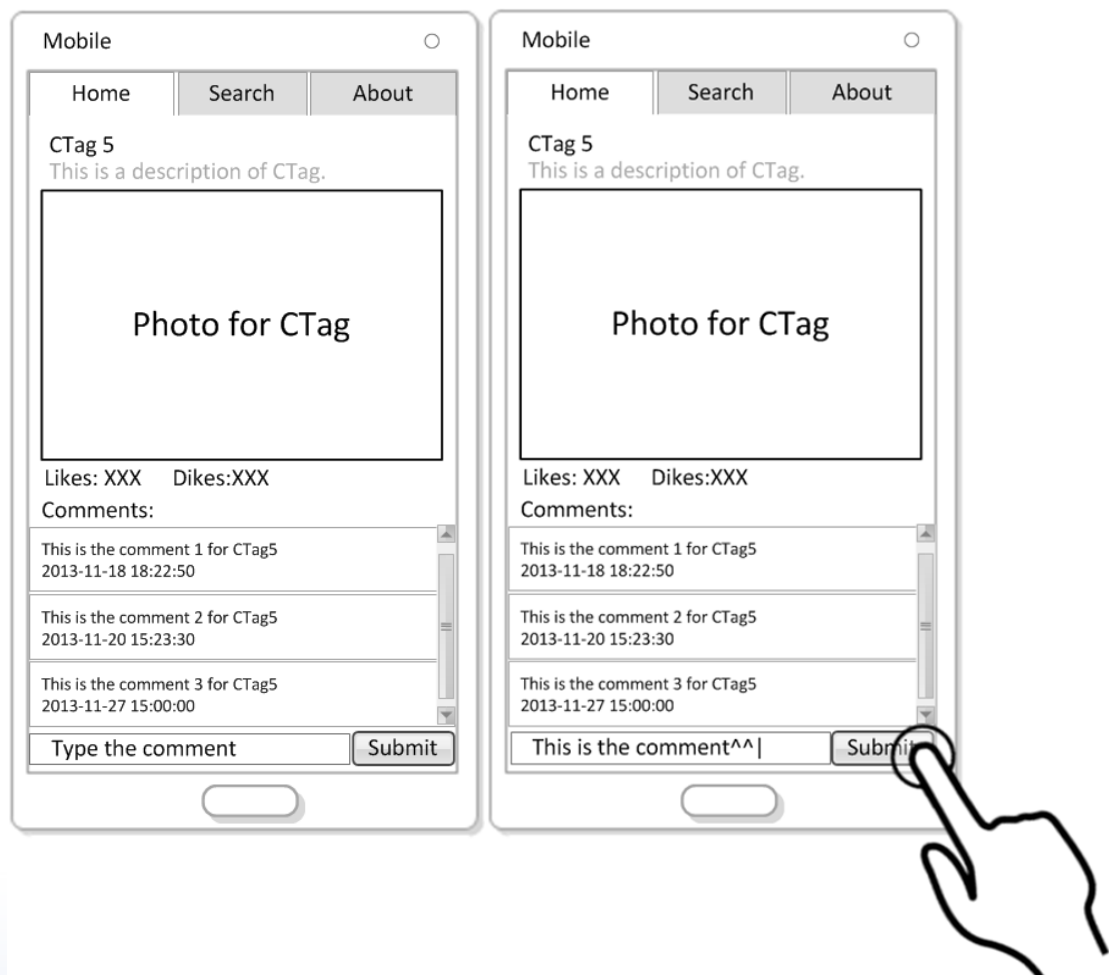 Mobile
Home Search About
CTag 5
This is a description of CTag.
Photo for CTag
Likes: XXX Dikes:XXX
Comments:
This is the comment 1 for CTag5
2013-11-18 18:22:50
This is the comment 2 for CTag5
2013-11-20 15:23:30
This is the comment 3 for CTag5
2013-11-27 15:00:00
Type the comment Submit
Mobile
Home Search About
CTag 5
This is a description of CTag.
Photo for CTag
Likes: XXX Dikes:XXX
Comments:
This is the comment 1 for CTag5
2013-11-18 18:22:50
This is the comment 2 for CTag5
2013-11-20 15:23:30
This is the comment 3 for CTag5
2013-11-27 15:00:00
This is the comment^^| Submit